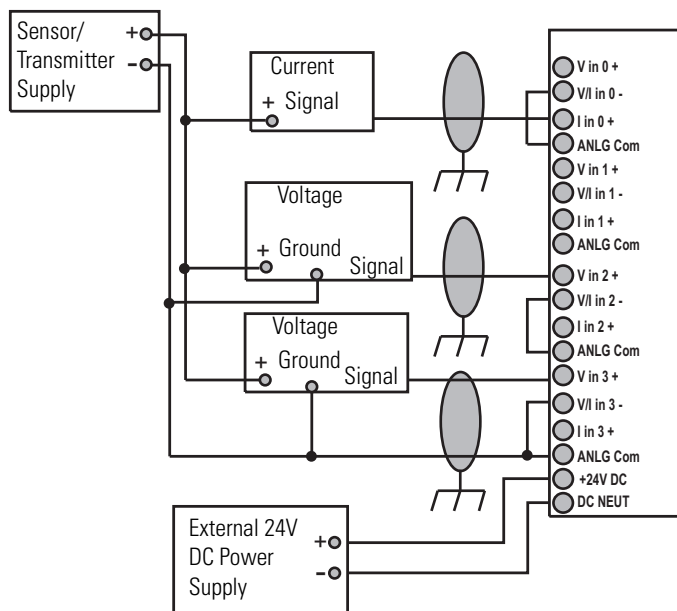 Sensor/
Transmitter
Supply
+
-
Current
+ Signal
Voltage
+ Ground
Signal
Voltage
+ Ground
Signal
External 24V
DC Power
Supply
+
-
V in 0 +
V/I in 0 -
I in 0 +
ANLG Com
V in 1 +
V/I in 1 -
I in 1 +
ANLG Com
V in 2 +
V/I in 2 -
I in 2 +
ANLG Com
V in 3 +
V/I in 3 -
I in 3 +
ANLG Com
+24V DC
DC NEUT